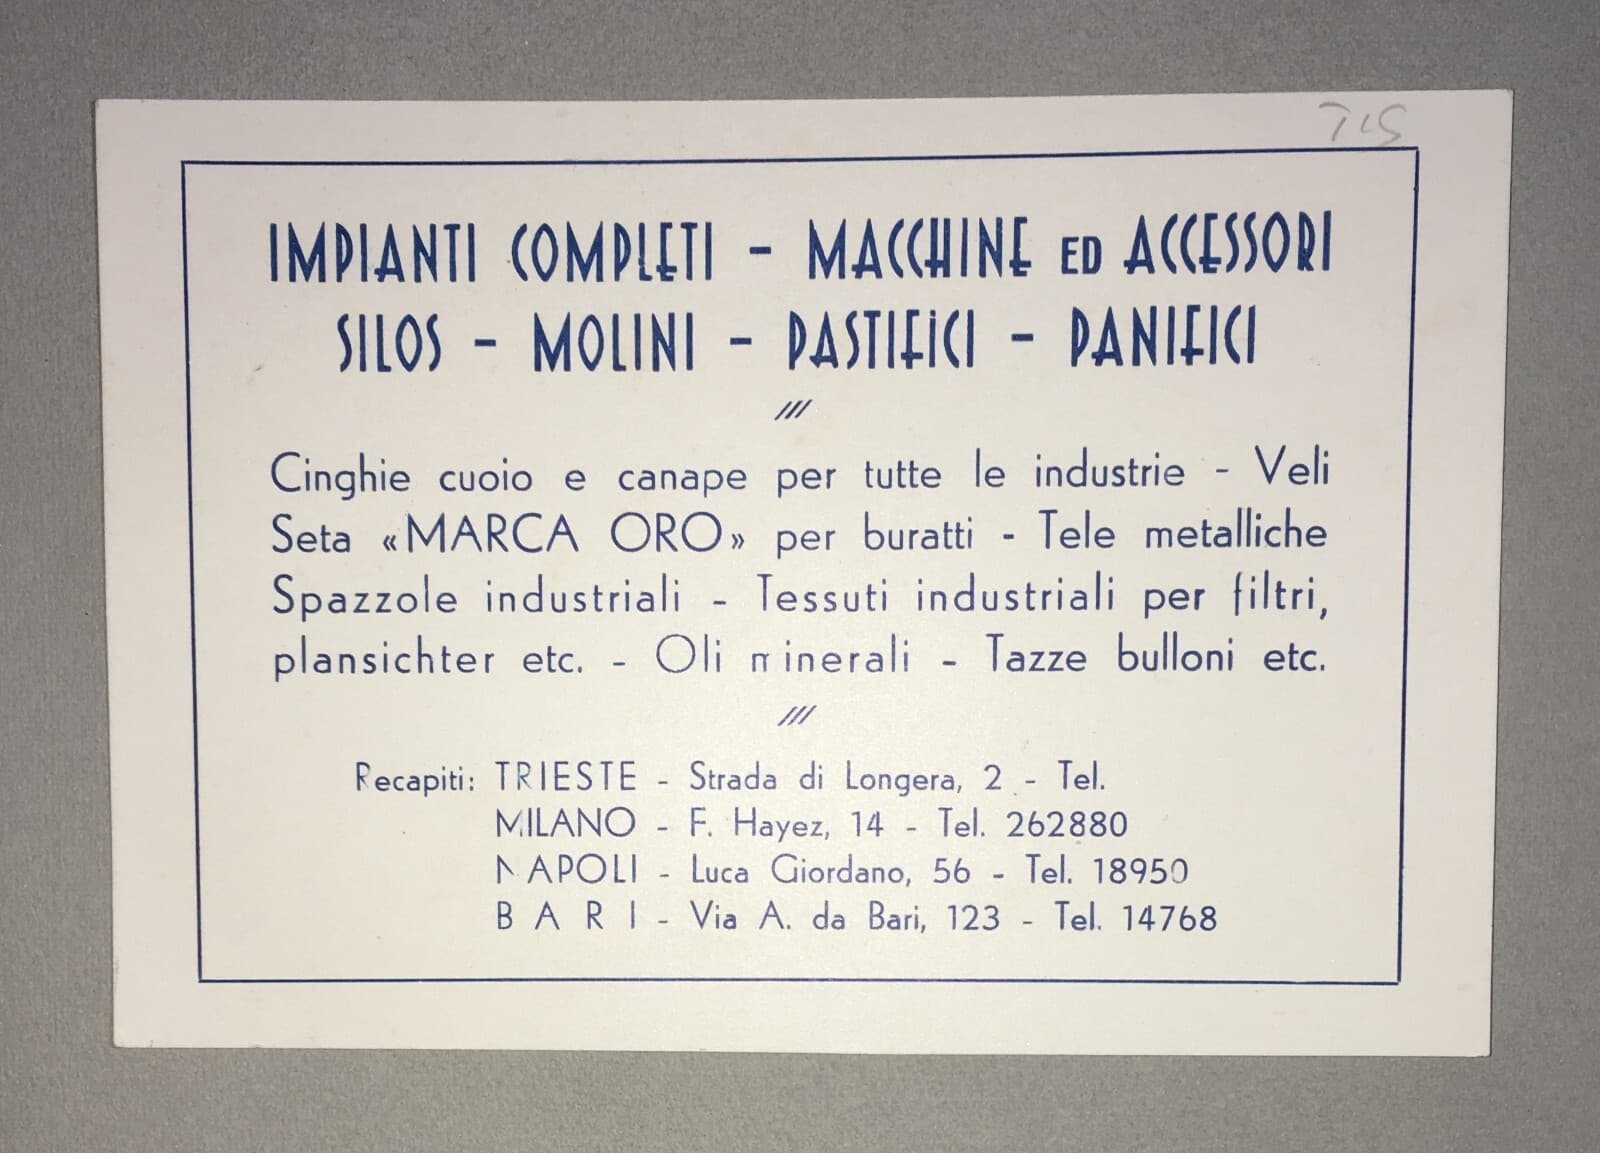 IMPIANTI COMPLETI - MACCHINE ED ACCESSORI
SILOS - MOLINI - PASTIFICI - PANIFICI
///
Cinghie cuoio e canape per tutte le industrie - Veli
Seta «MARCA ORO» per buratti - Tele metalliche
Spazzole industriali - Tessuti industriali per filtri,
plansichter etc. - Oli minerali - Tazze bulloni etc.
///
Recapiti: TRIESTE - Strada di Longera, 2 - Tel.
MILANO - F. Hayez, 14 - Tel. 262880
NAPOLI - Luca Giordano, 56 - Tel. 18950
BARI - Via A. da Bari, 123 - Tel. 14768